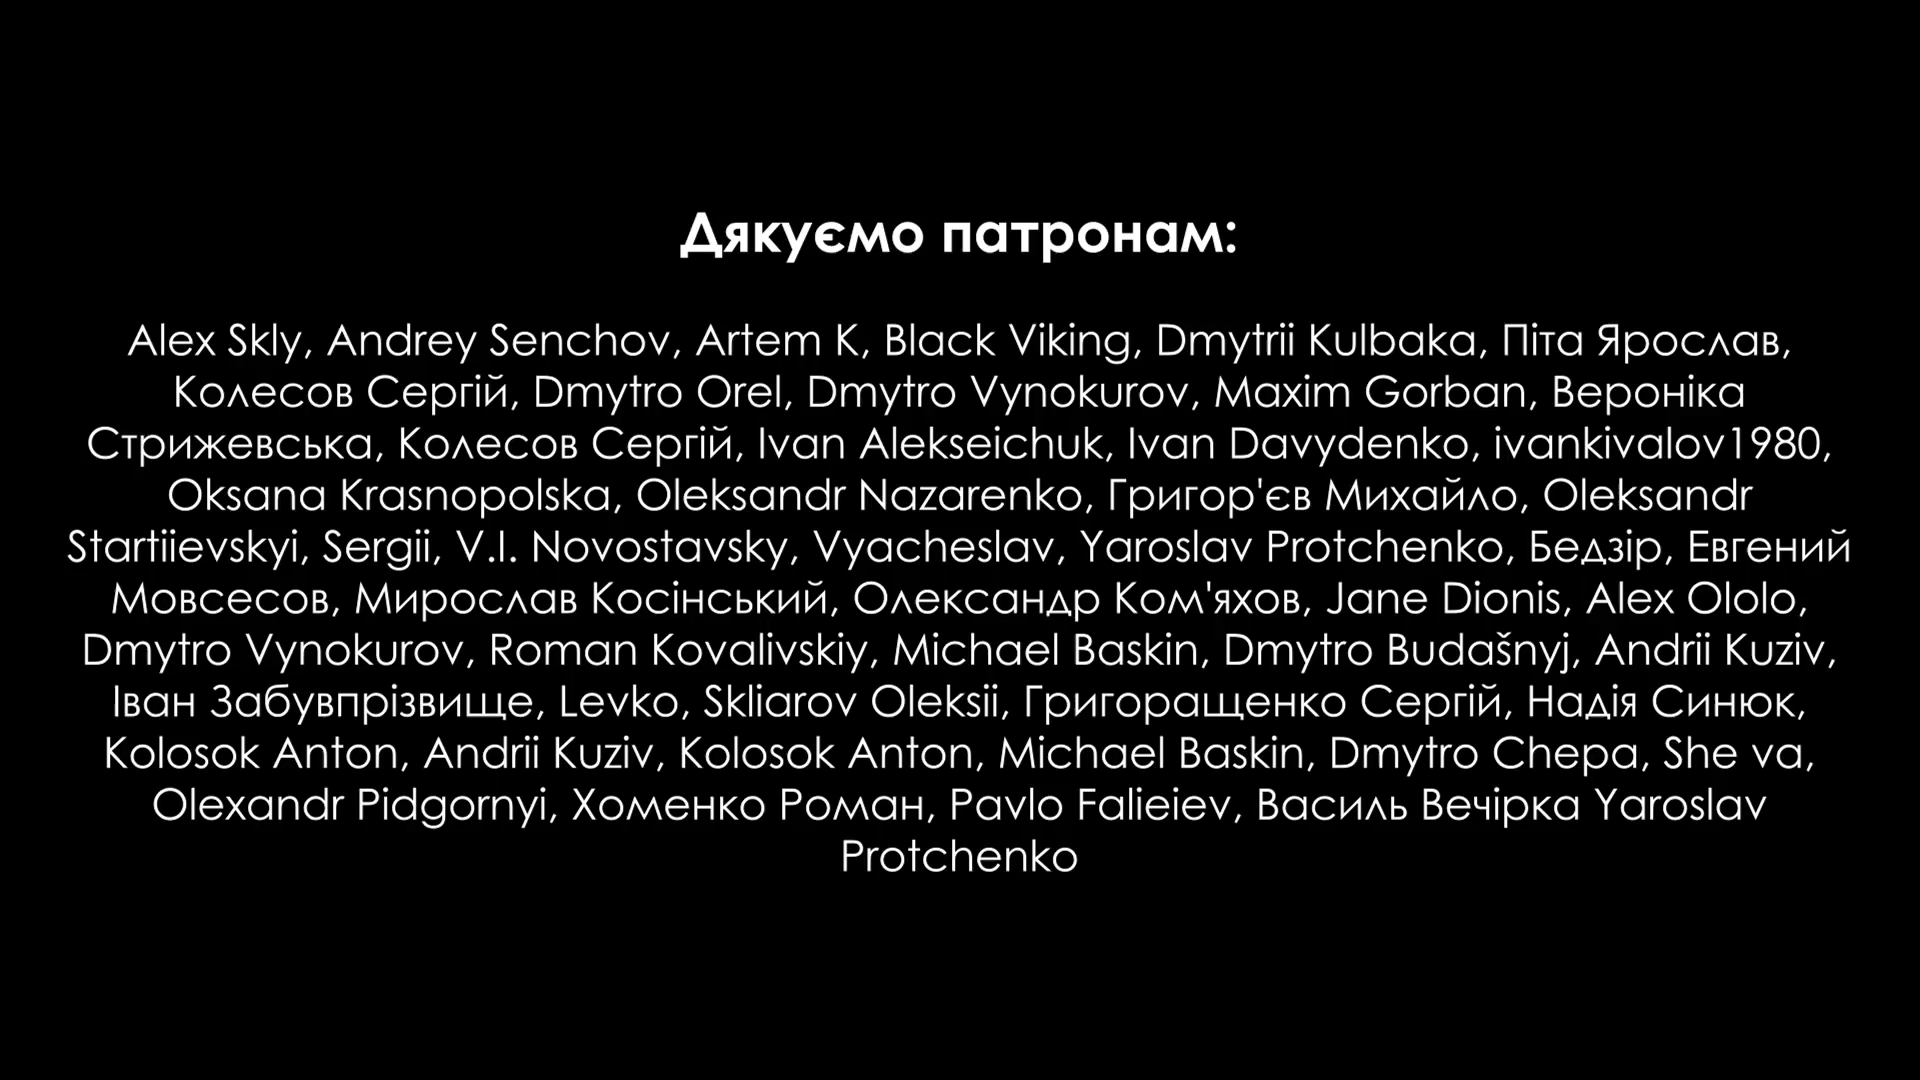 Дякуємо патронам:
Alex Skly, Andrey Senchov, Artem K, Black Viking, Dmytrii Kulbaka, Піта Ярослав,
Колесов Сергій, Dmytro Orel, Dmytro Vynokurov, Maxim Gorban, Вероніка
Стрижевська, Колесов Сергій, Ivan Alekseichuk, Ivan Davydenko, ivankivalov1980,
Oksana Krasnopolska, Oleksandr Nazarenko, Григор'єв Михайло, Oleksandr
Startiievskyi, Sergii, V.I. Novostavsky, Vyacheslav, Yaroslav Protchenko, Бедзір, Евгений
Мовсесов, Мирослав Косінський, Олександр Ком'яхов, Jane Dionis, Alex Ololo,
Dmytro Vynokurov, Roman Kovalivskiy, Michael Baskin, Dmytro Budašnyj, Andrii Kuziv,
Іван Забувпрізвище, Levko, Skliarov Oleksii, Григоращенко Сергій, Надія Синюк,
Kolosok Anton, Andrii Kuziv, Kolosok Anton, Michael Baskin, Dmytro Chepa, She va,
Olexandr Pidgornyi, Хоменко Роман, Pavlo Falieiev, Василь Вечірка Yaroslav
Protchenko